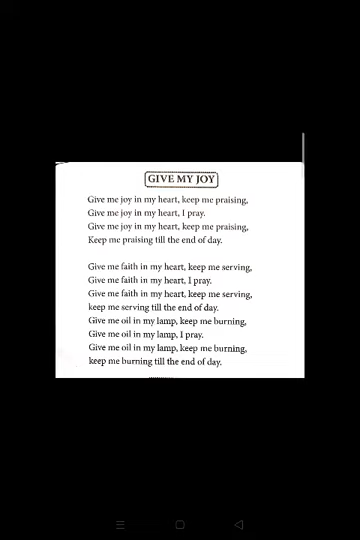 GIVE MY JOY
Give me joy in my heart, keep me praising,
Give me joy in my heart, I pray.
Give me joy in my heart, keep me praising,
Keep me praising till the end of day.
Give me faith in my heart, keep me serving,
Give me faith in my heart, I pray.
Give me faith in my heart, keep me serving,
keep me serving till the end of day.
Give me oil in my lamp, keep me burning,
Give me oil in my lamp, I pray.
Give me oil in my lamp, keep me burning,
keep me burning till the end of day.